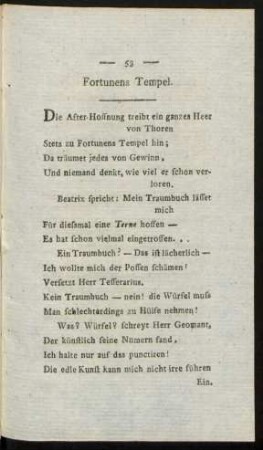 — 53 —
Fortunens Tempel.
Die After-Hoffnung treibt ein ganzes Heer
von Thoren
Stets zu Fortunens Tempel hin;
Da träumet jedes von Gewinn,
Und niemand denkt, wie viel er schon ver-
loren.
Beatrix spricht: Mein Traumbuch lässet
mich
Für diesmal eine Terne hoffen —
Es hat schon vielmal eingetroffen. . .
Ein Traumbuch? — Das ist lächerlich —
Ich wollte mich der Possen schämen!
Versetzt Herr Tesserarius.
Kein Traumbuch — nein! die Würfel muss
Man schlechterdings zu Hülfe nehmen!
Was? Würfel? schreyt Herr Geomant,
Der künstlich seine Numern fand,
Ich halte nur auf das punctiren!
Die edle Kunst kann mich nicht irre führen
Ein.